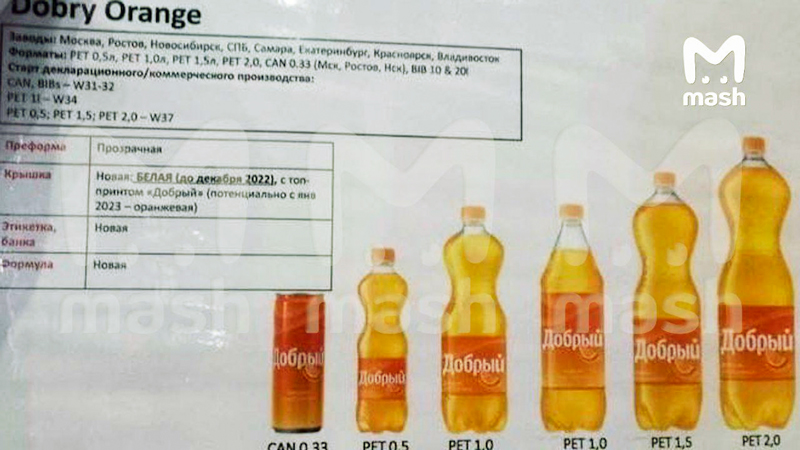 Dobry Orange
Заводы: Москва, Ростов, Новосибирск, СПБ, Самара, Екатеринбург, Красноярск, Владивосток
Форматы: PET 0,5л, PET 1,0л, PET 1,5л, PET 2,0, CAN 0.33 (Мск, Ростов, Нск), BIB 10 & 20l
Старт декларационного/коммерческого производства:
CAN, BIBs – W31-32
PET 1l – W34
PET 0,5; PET 1,5; PET 2,0 – W37
Преформа Прозрачная
Крышка Новая: БЕЛАЯ (до декабря 2022), с топ-
принтом «Добрый» (потенциально с янв
2023 – оранжевая)
Этикетка, Новая
банка
Формула Новая
mash
mash
mash
mash
Добрый
Добрый
Добрый
Добрый
Добрый
Добрый
CAN 0.33 PET 0.5 PET 1.0 PET 1,0 PET 1,5 PET 2,0